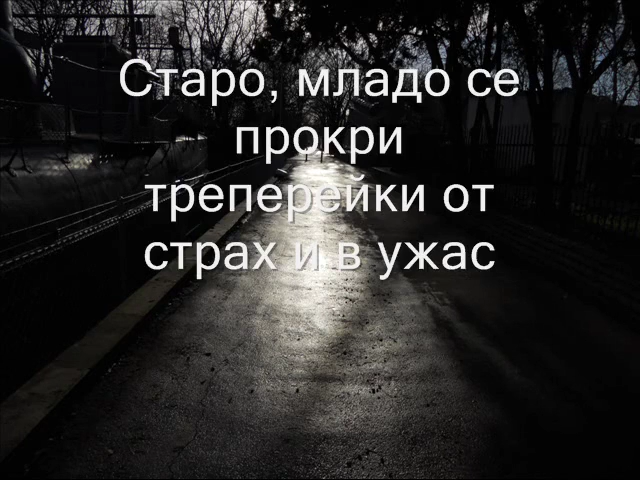 Старо, младо се
прокри
треперейки от
страх и в ужас